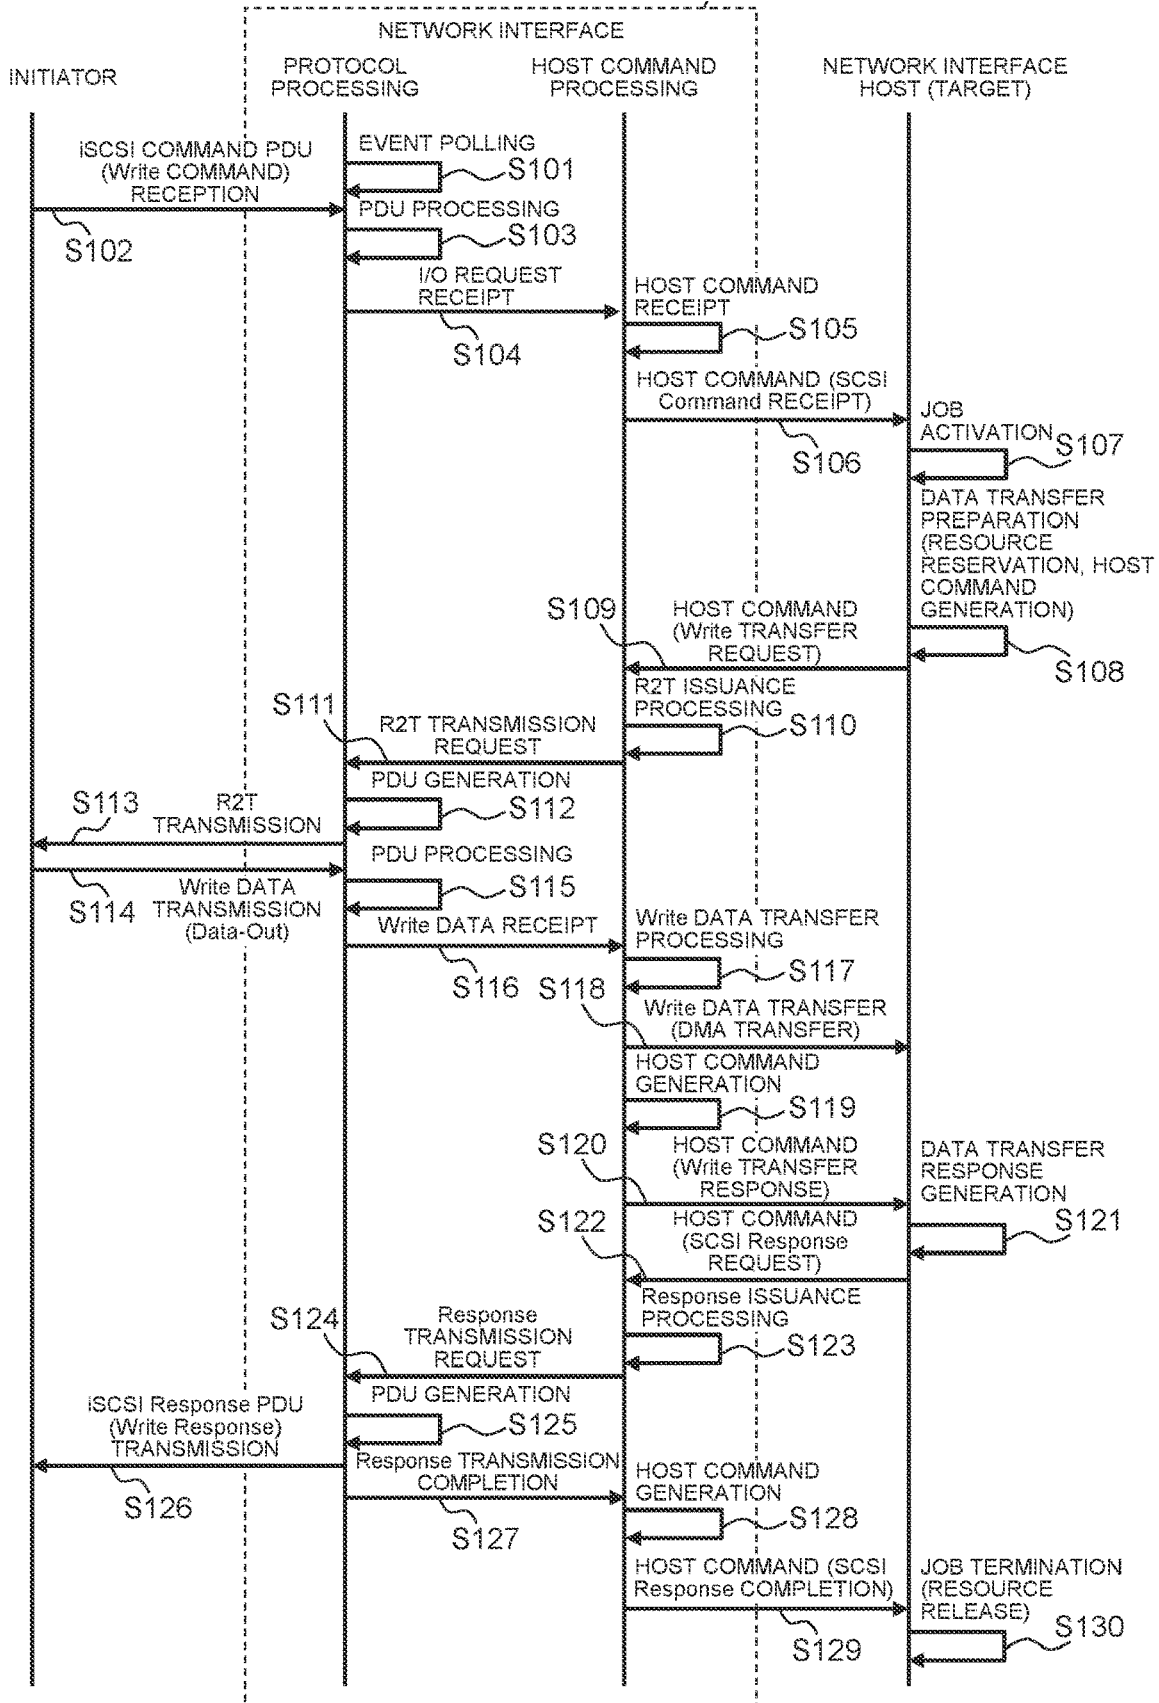 NETWORK INTERFACE
INITIATOR
PROTOCOL
PROCESSING
HOST COMMAND
PROCESSING
NETWORK INTERFACE
HOST (TARGET)
EVENT POLLING
S101
iSCSI COMMAND PDU
(Write COMMAND)
RECEPTION
S102
PDU PROCESSING
S103
I/O REQUEST
RECEIPT
S104
HOST COMMAND
RECEIPT
S105
HOST COMMAND (SCSI
Command RECEIPT)
S106
JOB
ACTIVATION
S107
DATA TRANSFER
PREPARATION
(RESOURCE
RESERVATION, HOST
COMMAND
GENERATION)
S108
S109
HOST COMMAND
(Write TRANSFER
REQUEST)
R2T ISSUANCE
PROCESSING
S110
S111
R2T TRANSMISSION
REQUEST
PDU GENERATION
S112
S113
R2T
TRANSMISSION
PDU PROCESSING
S114
Write DATA
TRANSMISSION
(Data-Out)
S115
Write DATA RECEIPT
S116
Write DATA TRANSFER
PROCESSING
S117
S118
Write DATA TRANSFER
(DMA TRANSFER)
HOST COMMAND
GENERATION
S119
S120
HOST COMMAND
(Write TRANSFER
RESPONSE)
DATA TRANSFER
RESPONSE
GENERATION
S121
S122
HOST COMMAND
(SCSI Response
REQUEST)
Response ISSUANCE
PROCESSING
S123
S124
Response
TRANSMISSION
REQUEST
PDU GENERATION
S125
iSCSI Response PDU
(Write Response)
TRANSMISSION
S126
Response TRANSMISSION
COMPLETION
S127
HOST COMMAND
GENERATION
S128
HOST COMMAND (SCSI
Response COMPLETION)
S129
JOB TERMINATION
(RESOURCE
RELEASE)
S130